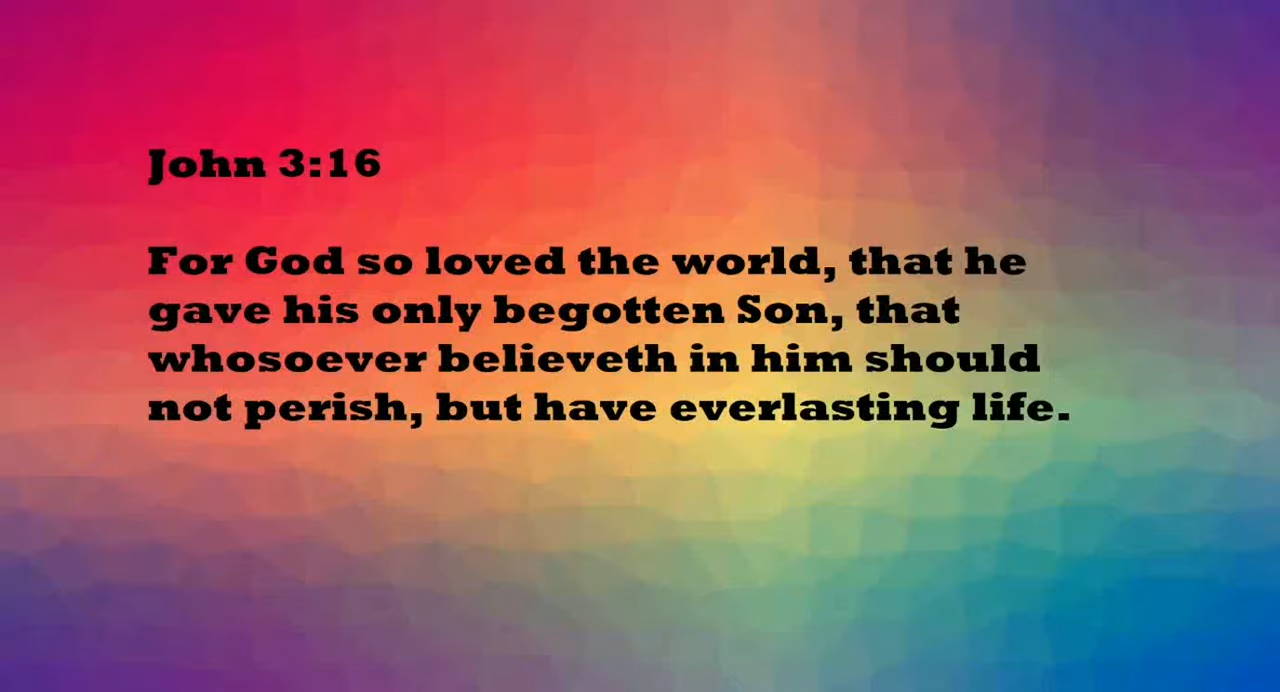 John 3:16
For God so loved the world, that he
gave his only begotten Son, that
whosoever believeth in him should
not perish, but have everlasting life.